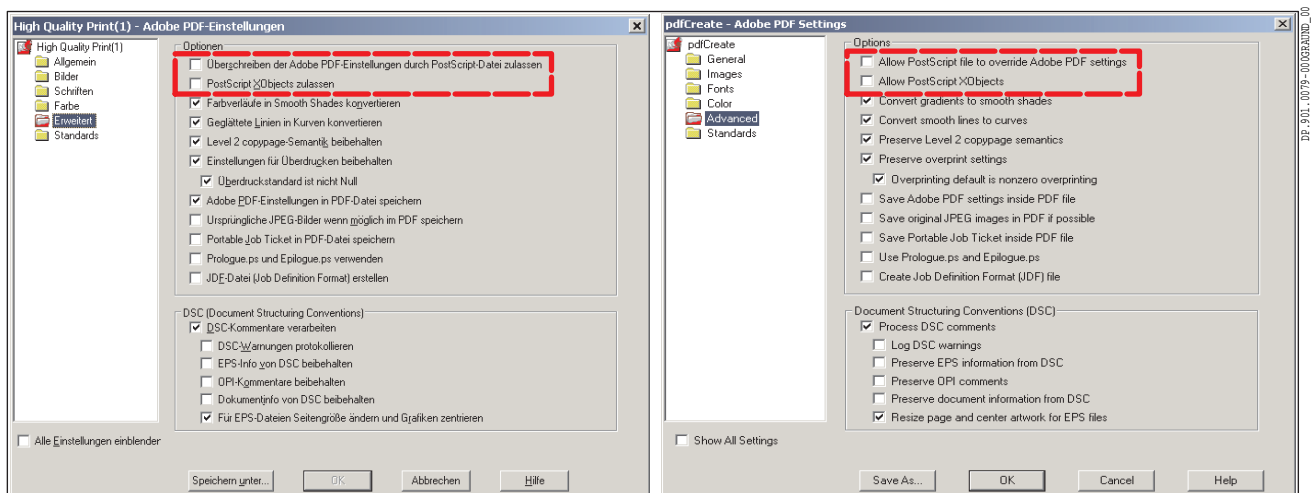 High Quality Print(1) - Adobe PDF-Einstellungen
High Quality Print(1)
Allgemein
Bilder
Schriften
Farbe
Erweitert
Standards
Optionen
Überschreiben der Adobe PDF-Einstellungen durch PostScript-Datei zulassen
PostScript XObjects zulassen
Farbverläufe in Smooth Shades konvertieren
Geglättete Linien in Kurven konvertieren
Level 2 copypage-Semantik beibehalten
Einstellungen für Überdrucken beibehalten
Überdruckstandard ist nicht Null
Adobe PDF-Einstellungen in PDF-Datei speichern
Ursprüngliche JPEG-Bilder wenn möglich im PDF speichern
Portable Job Ticket in PDF-Datei speichern
Prologue.ps und Epilogue.ps verwenden
JDF-Datei (Job Definition Format) erstellen
DSC (Document Structuring Conventions)
DSC-Kommentare verarbeiten
DSC-Warnungen protokollieren
EPS-Info von DSC beibehalten
OPI-Kommentare beibehalten
Dokumentinfo von DSC beibehalten
Für EPS-Dateien Seitengröße ändern und Grafiken zentrieren
Alle Einstellungen einblender
Speichern unter...
OK
Abbrechen
Hilfe
pdfCreate - Adobe PDF Settings
pdfCreate
General
Images
Fonts
Color
Advanced
Standards
Options
Allow PostScript file to override Adobe PDF settings
Allow PostScript XObjects
Convert gradients to smooth shades
Convert smooth lines to curves
Preserve Level 2 copypage semantics
Preserve overprint settings
Overprinting default is nonzero overprinting
Save Adobe PDF settings inside PDF file
Save original JPEG images in PDF if possible
Save Portable Job Ticket inside PDF file
Use Prologue.ps and Epilogue.ps
Create Job Definition Format (JDF) file
Document Structuring Conventions (DSC)
Process DSC comments
Log DSC warnings
Preserve EPS information from DSC
Preserve OPI comments
Preserve document information from DSC
Resize page and center artwork for EPS files
Show All Settings
Save As...
OK
Cancel
Help
DP.901.0079-000GRAUND_00